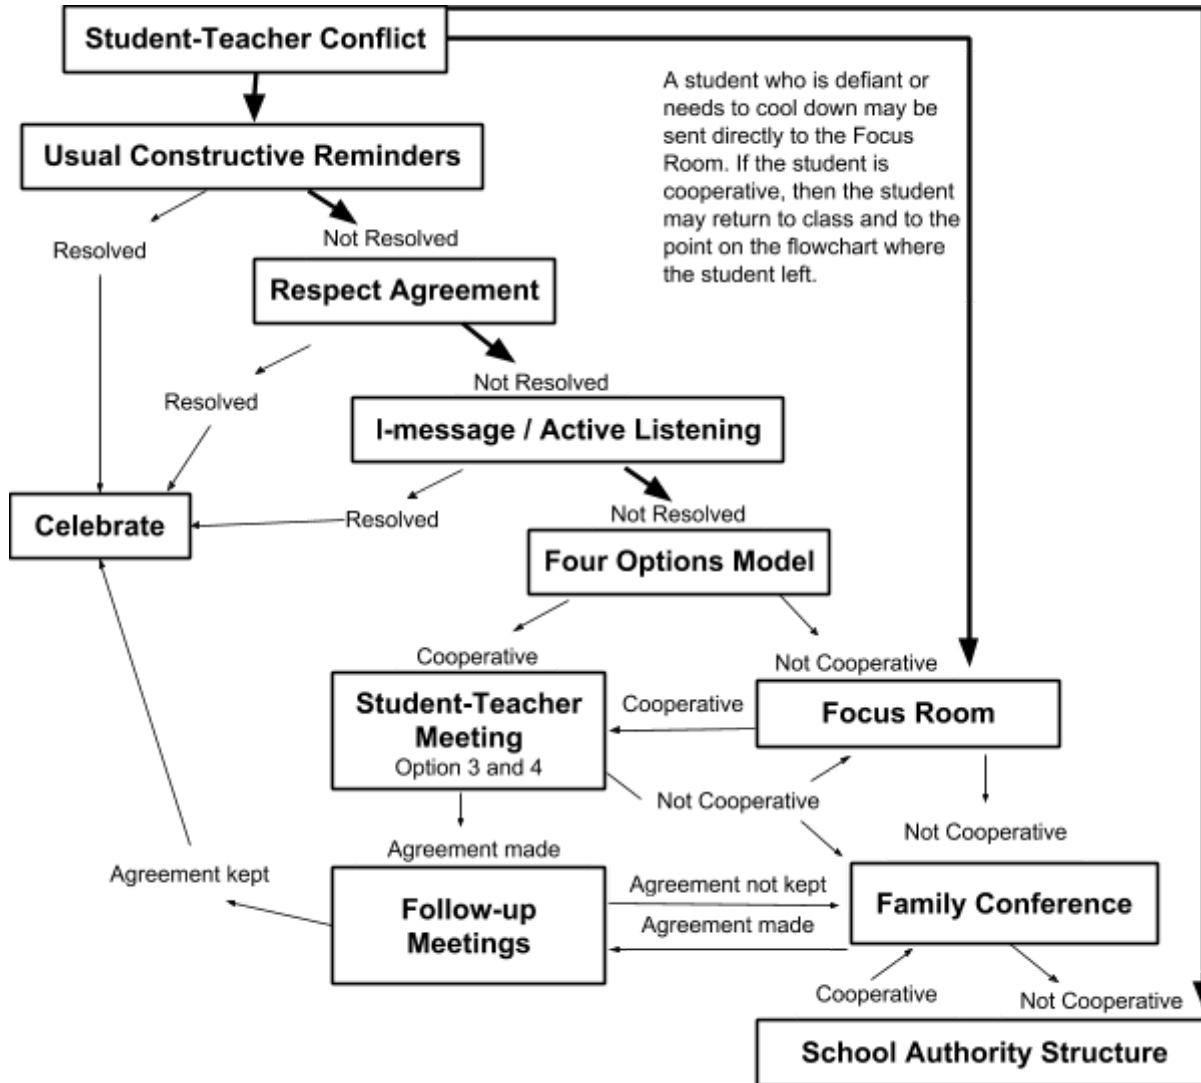 Student-Teacher Conflict
A student who is defiant or
needs to cool down may be
sent directly to the Focus
Room. If the student is
cooperative, then the student
may return to class and to the
point on the flowchart where
the student left.
Usual Constructive Reminders
Resolved
Not Resolved
Respect Agreement
Resolved
Not Resolved
I-message / Active Listening
Resolved
Not Resolved
Celebrate
Four Options Model
Cooperative
Not Cooperative
Student-Teacher
Meeting
Option 3 and 4
Cooperative
Focus Room
Not Cooperative
Not Cooperative
Agreement made
Agreement kept
Follow-up
Meetings
Agreement not kept
Agreement made
Family Conference
Cooperative
Not Cooperative
School Authority Structure